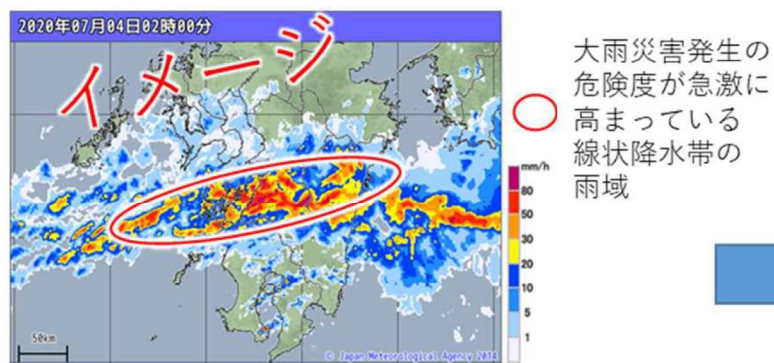 2020年07月04日02時00分
イメージ
大雨災害発生の
危険度が急激に
高まっている
線状降水帯の
雨域
mm/h
80
50
30
20
10
5
1
50km
© Japan Meteorological Agency 2014